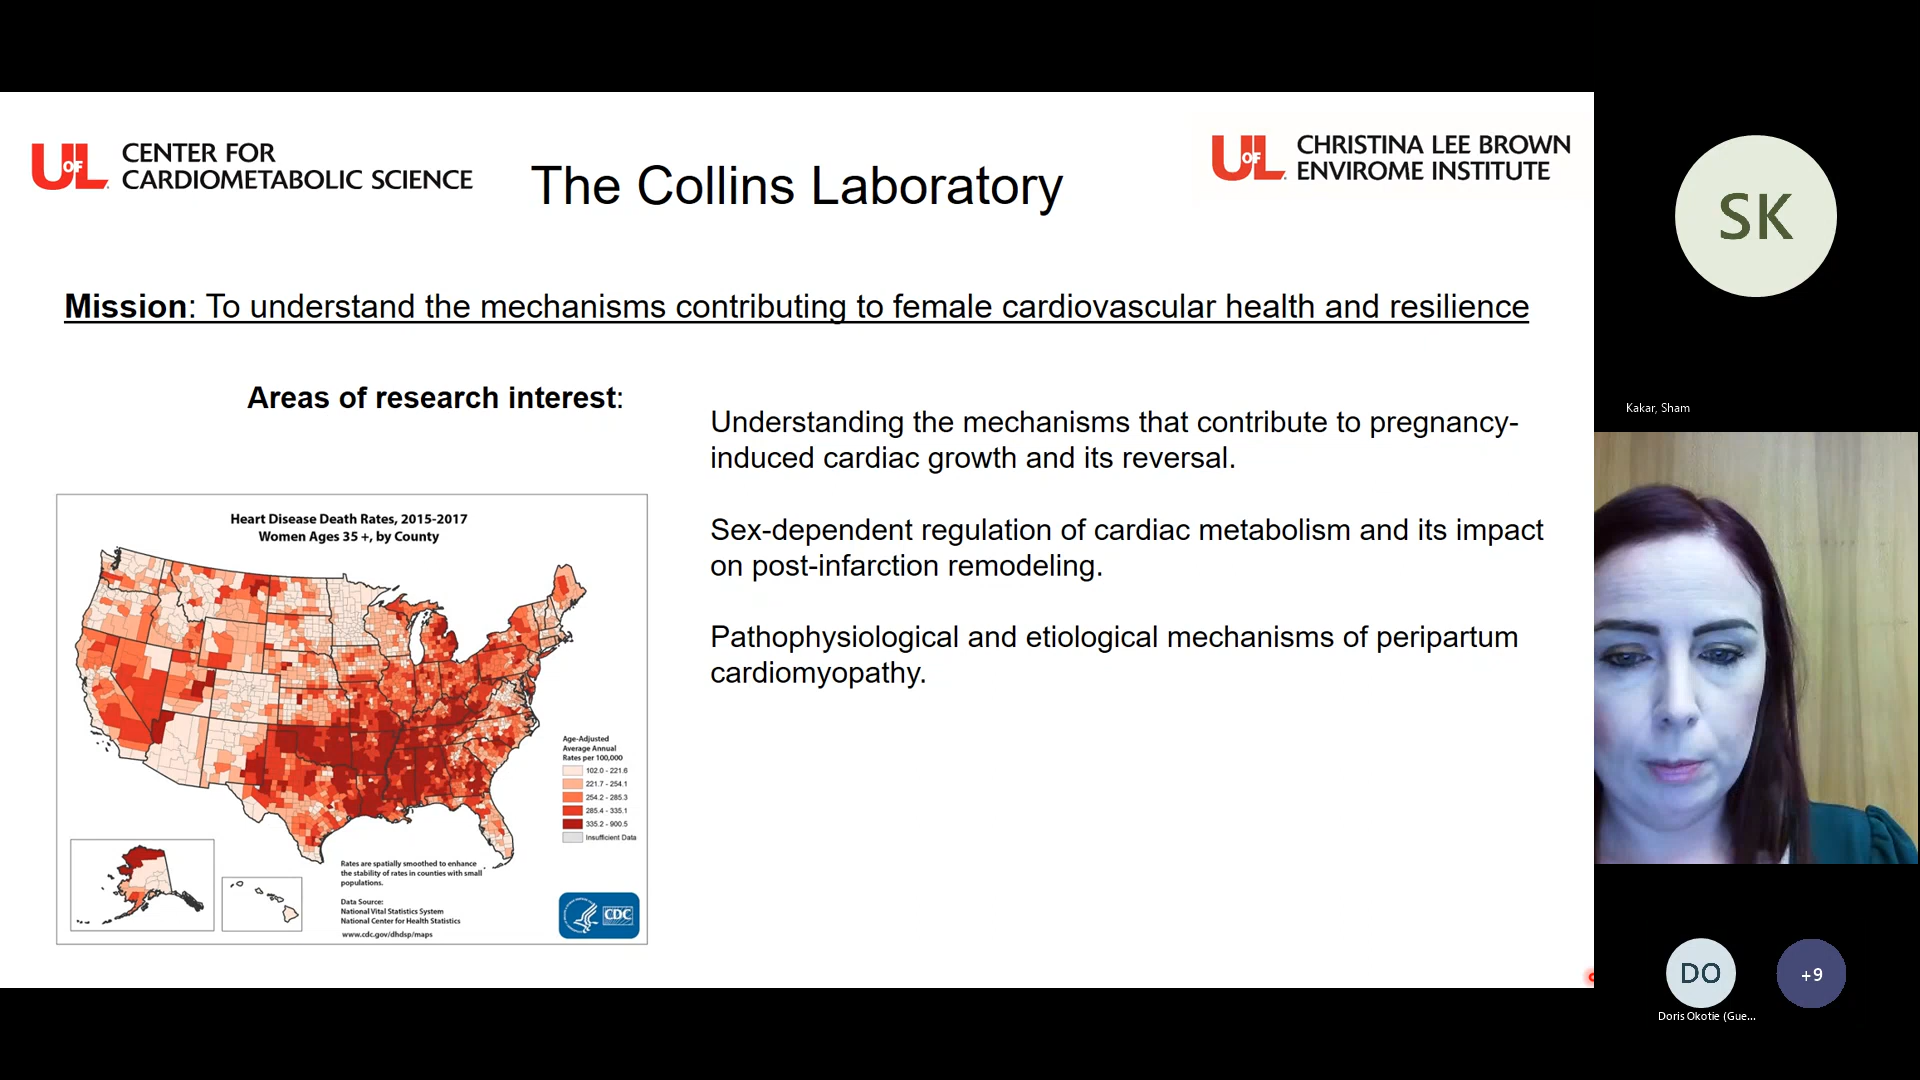 UL OF
CENTER FOR
CARDIOMETABOLIC SCIENCE
The Collins Laboratory
UL OF
CHRISTINA LEE BROWN
ENVIROME INSTITUTE
Mission: To understand the mechanisms contributing to female cardiovascular health and resilience
Areas of research interest:
Understanding the mechanisms that contribute to pregnancy-
induced cardiac growth and its reversal.
Sex-dependent regulation of cardiac metabolism and its impact
on post-infarction remodeling.
Pathophysiological and etiological mechanisms of peripartum
cardiomyopathy.
Heart Disease Death Rates, 2015-2017
Women Ages 35 +, by County
Age-Adjusted
Average Annual
Rates per 100,000
102.0 - 221.6
221.7 - 254.1
254.2 - 285.3
285.4 - 335.1
335.2 - 900.5
Insufficient Data
Rates are spatially smoothed to enhance
the stability of rates in counties with small
populations.
Data Source:
National Vital Statistics System
National Center for Health Statistics
www.cdc.gov/dhdsp/maps
CDC
SK
Kakar, Sham
DO
Doris Okotie (Gue...
+9